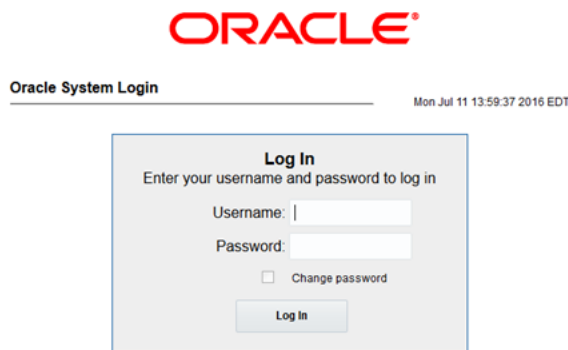 ORACLE®
Oracle System Login
Mon Jul 11 13:59:37 2016 EDT
Log In
Enter your username and password to log in
Username:
Password:
Change password
Log In